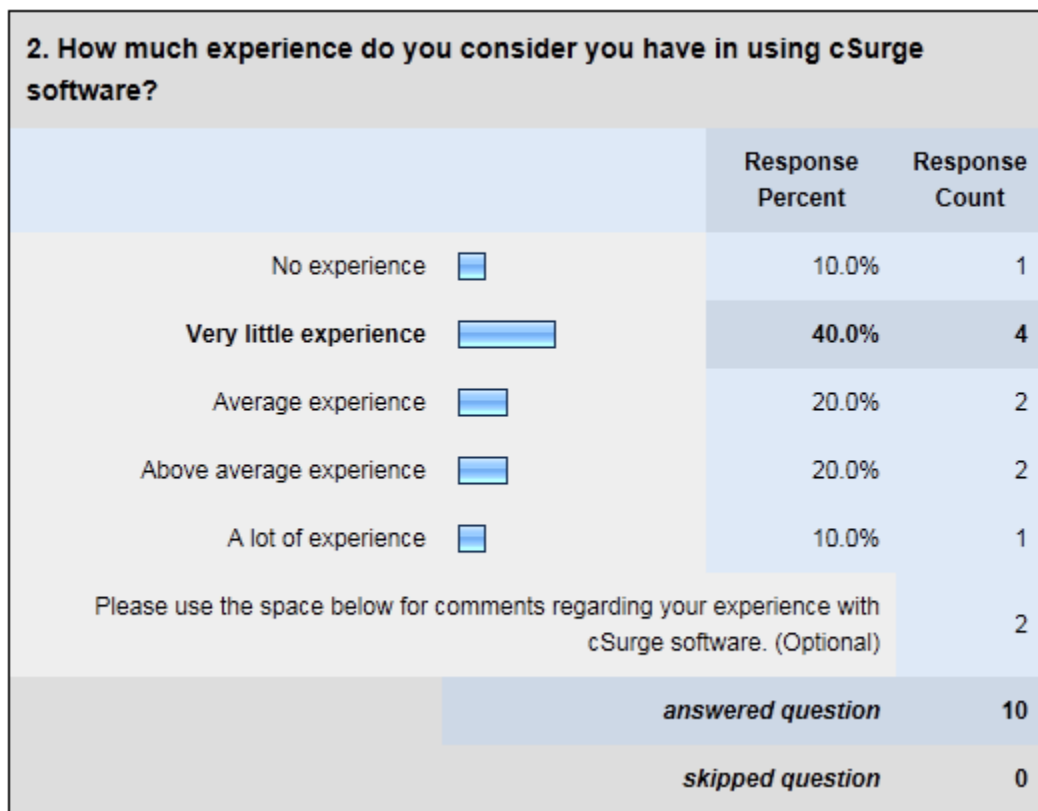 2. How much experience do you consider you have in using cSurge
software?
Response
Percent
Response
Count
No experience 10.0% 1
Very little experience 40.0% 4
Average experience 20.0% 2
Above average experience 20.0% 2
A lot of experience 10.0% 1
Please use the space below for comments regarding your experience with
cSurge software. (Optional)
2
answered question 10
skipped question 0